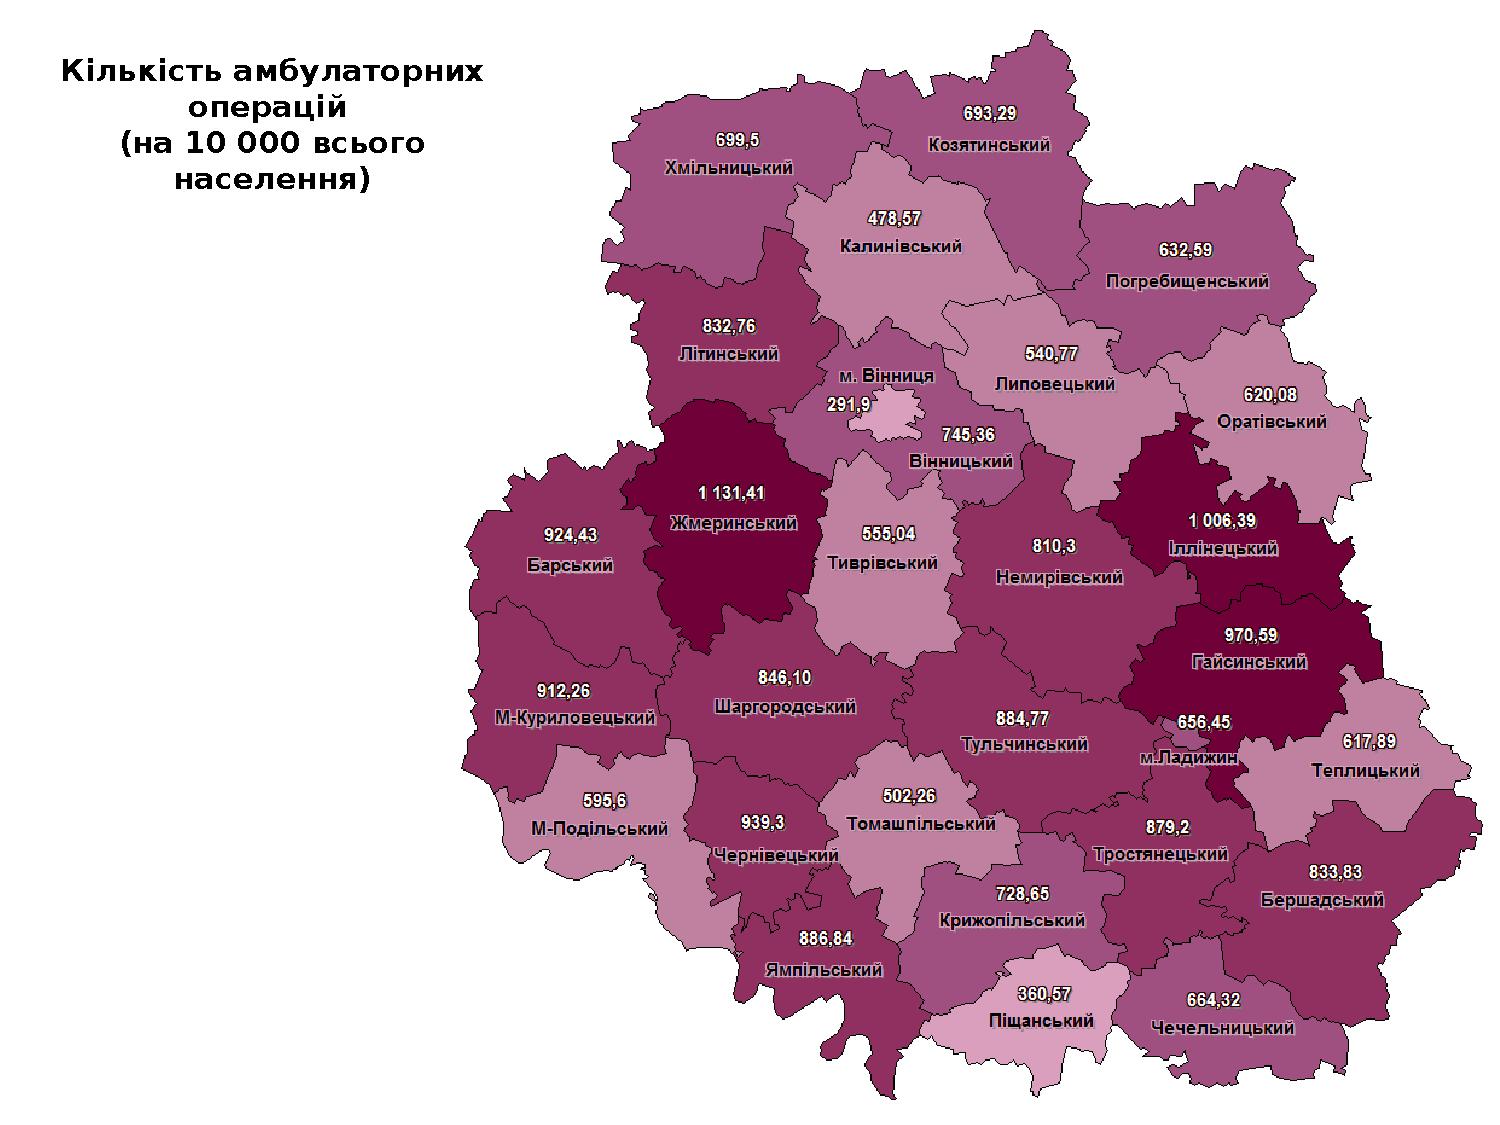 Кількість амбулаторних
операцій
(на 10 000 всього
населення)
693,29
Козятинський
699,5
Хмільницький
478,57
Калинівський
632,59
Погребищенський
832,76
Літинський
540,77
Липовецький
м. Вінниця
291,9
620,08
Оратівський
745,36
Вінницький
1 131,41
Жмеринський
924,43
Барський
555,04
Тиврівський
810,3
Немирівський
1 006,39
Іллінецький
970,59
Гайсинський
912,26
М-Куриловецький
846,10
Шаргородський
884,77
Тульчинський
656,45
м.Ладижин
617,89
Теплицький
595,6
М-Подільський
939,3
Чернівецький
502,26
Томашпільський
879,2
Тростянецький
833,83
Бершадський
728,65
Крижопільський
886,84
Ямпільський
360,57
Піщанський
664,32
Чечельницький